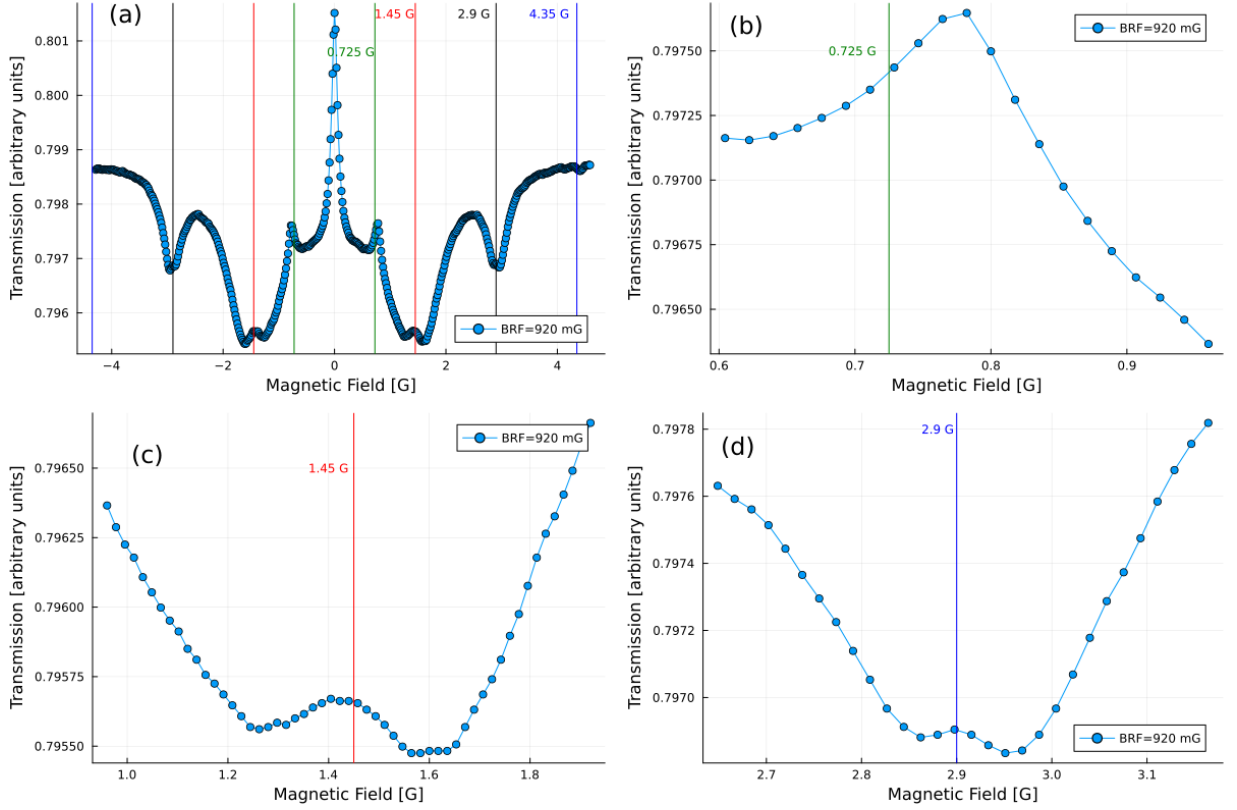 (a)
1.45 G
2.9 G
4.35 G
0.725 G
0.801
0.800
0.799
0.798
0.797
0.796
Transmission [arbitrary units]
BRF=920 mG
−4
−2
0
2
4
Magnetic Field [G]
(b)
BRF=920 mG
0.725 G
0.79750
0.79725
0.79700
0.79675
0.79650
Transmission [arbitrary units]
0.6
0.7
0.8
0.9
Magnetic Field [G]
(c)
BRF=920 mG
1.45 G
0.79650
0.79625
0.79600
0.79575
0.79550
Transmission [arbitrary units]
1.0
1.2
1.4
1.6
1.8
Magnetic Field [G]
(d)
2.9 G
0.7978
0.7976
0.7974
0.7972
0.7970
Transmission [arbitrary units]
BRF=920 mG
2.7
2.8
2.9
3.0
3.1
Magnetic Field [G]